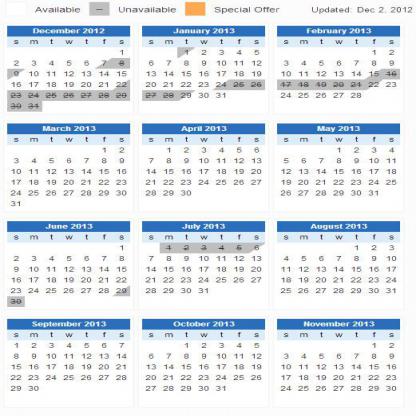 Available – Unavailable Special Offer Updated: Dec 2, 2012
December 2012 January 2013 February 2013
s m t w t f s s m t w t f s s m t w t f s
1 1 2 3 4 5 1 2
2 3 4 5 6 7 8 6 7 8 9 10 11 12 3 4 5 6 7 8 9
9 10 11 12 13 14 15 13 14 15 16 17 18 19 10 11 12 13 14 15 16
16 17 18 19 20 21 22 20 21 22 23 24 25 26 17 18 19 20 21 22 23
23 24 25 26 27 28 29 27 28 29 30 31 24 25 26 27 28
30 31
March 2013 April 2013 May 2013
s m t w t f s s m t w t f s s m t w t f s
1 2 1 2 3 4 5 6 1 2 3 4
3 4 5 6 7 8 9 7 8 9 10 11 12 13 5 6 7 8 9 10 11
10 11 12 13 14 15 16 14 15 16 17 18 19 20 12 13 14 15 16 17 18
17 18 19 20 21 22 23 21 22 23 24 25 26 27 19 20 21 22 23 24 25
24 25 26 27 28 29 30 28 29 30 26 27 28 29 30 31
31
June 2013 July 2013 August 2013
s m t w t f s s m t w t f s s m t w t f s
1 1 2 3 4 5 6 1 2 3
2 3 4 5 6 7 8 7 8 9 10 11 12 13 4 5 6 7 8 9 10
9 10 11 12 13 14 15 14 15 16 17 18 19 20 11 12 13 14 15 16 17
16 17 18 19 20 21 22 21 22 23 24 25 26 27 18 19 20 21 22 23 24
23 24 25 26 27 28 29 28 29 30 31 25 26 27 28 29 30 31
30
September 2013 October 2013 November 2013
s m t w t f s s m t w t f s s m t w t f s
1 2 3 4 5 6 7 1 2 3 4 5 1 2
8 9 10 11 12 13 14 6 7 8 9 10 11 12 3 4 5 6 7 8 9
15 16 17 18 19 20 21 13 14 15 16 17 18 19 10 11 12 13 14 15 16
22 23 24 25 26 27 28 20 21 22 23 24 25 26 17 18 19 20 21 22 23
29 30 27 28 29 30 31 24 25 26 27 28 29 30